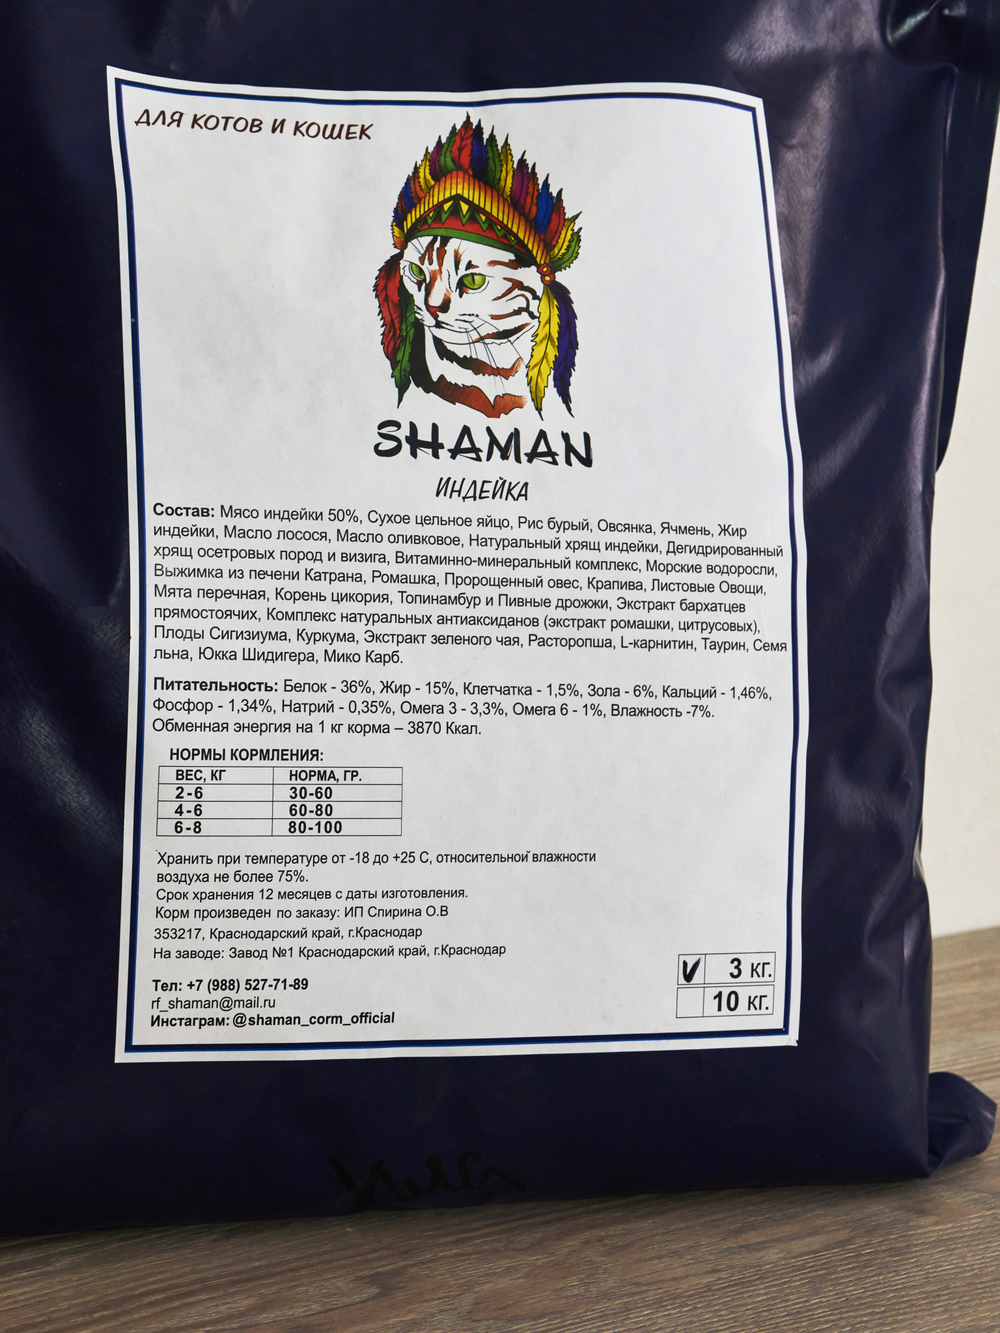 ДЛЯ КОТОВ И КОШЕК
SHAMAN
ИНДЕЙКА
Состав: Мясо индейки 50%, Сухое цельное яйцо, Рис бурый, Овсянка, Ячмень, Жир
индейки, Масло лосося, Масло оливковое, Натуральный хрящ индейки, Дегидрированный
хрящ осетровых пород и визига, Витаминно-минеральный комплекс, Морские водоросли,
Выжимка из печени Катрана, Ромашка, Пророщенный овес, Крапива, Листовые Овощи,
Мята перечная, Корень цикория, Топинамбур и Пивные дрожжи, Экстракт бархатцев
прямостоячих, Комплекс натуральных антиаксиданов (экстракт ромашки, цитрусовых),
Плоды Сигизиума, Куркума, Экстракт зеленого чая, Расторопша, L-карнитин, Таурин, Семя
льна, Юкка Шидигера, Мико Карб.
Питательность: Белок - 36%, Жир - 15%, Клетчатка - 1,5%, Зола - 6%, Кальций - 1,46%,
Фосфор - 1,34%, Натрий - 0,35%, Омега 3 - 3,3%, Омега 6 - 1%, Влажность -7%.
Обменная энергия на 1 кг корма – 3870 Ккал.
НОРМЫ КОРМЛЕНИЯ:
ВЕС, КГ НОРМА, ГР.
2-6 30-60
4-6 60-80
6-8 80-100
Хранить при температуре от -18 до +25 С, относительной влажности
воздуха не более 75%.
Срок хранения 12 месяцев с даты изготовления.
Корм произведен по заказу: ИП Спирина О.В
353217, Краснодарский край, г.Краснодар
На заводе: Завод №1 Краснодарский край, г.Краснодар
Тел: +7 (988) 527-71-89
rf_shaman@mail.ru
Инстаграм: @shaman_corm_official
V 3 КГ.
10 КГ.